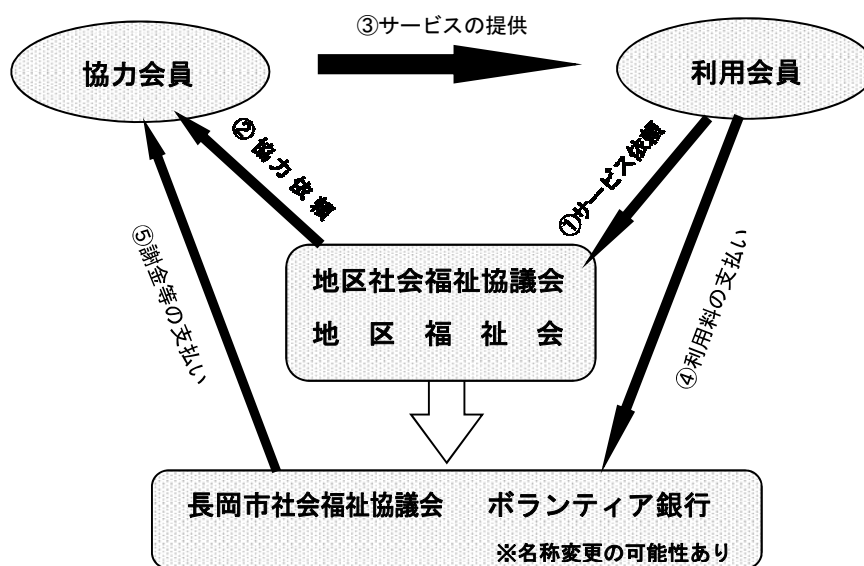 ③サービスの提供
協力会員
利用会員
②協力依頼
①サービス依頼
地区社会福祉協議会
地区福祉会
⑤謝金等の支払い
④利用料の支払い
長岡市社会福祉協議会 ボランティア銀行
※名称変更の可能性あり